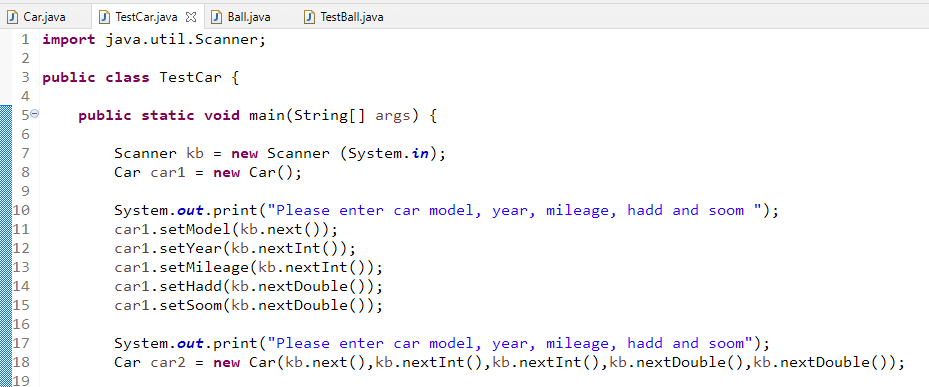 Car.java TestCar.java Ball.java TestBall.java
1 import java.util.Scanner;
2
3 public class TestCar {
4
5 public static void main(String[] args) {
6
7 Scanner kb = new Scanner (System.in);
8 Car car1 = new Car();
9
10 System.out.print("Please enter car model, year, mileage, hadd and soom ");
11 car1.setModel(kb.next());
12 car1.setYear(kb.nextInt());
13 car1.setMileage(kb.nextInt());
14 car1.setHadd(kb.nextDouble());
15 car1.setSoom(kb.nextDouble());
16
17 System.out.print("Please enter car model, year, mileage, hadd and soom");
18 Car car2 = new Car(kb.next(),kb.nextInt(),kb.nextInt(),kb.nextDouble(),kb.nextDouble());
19